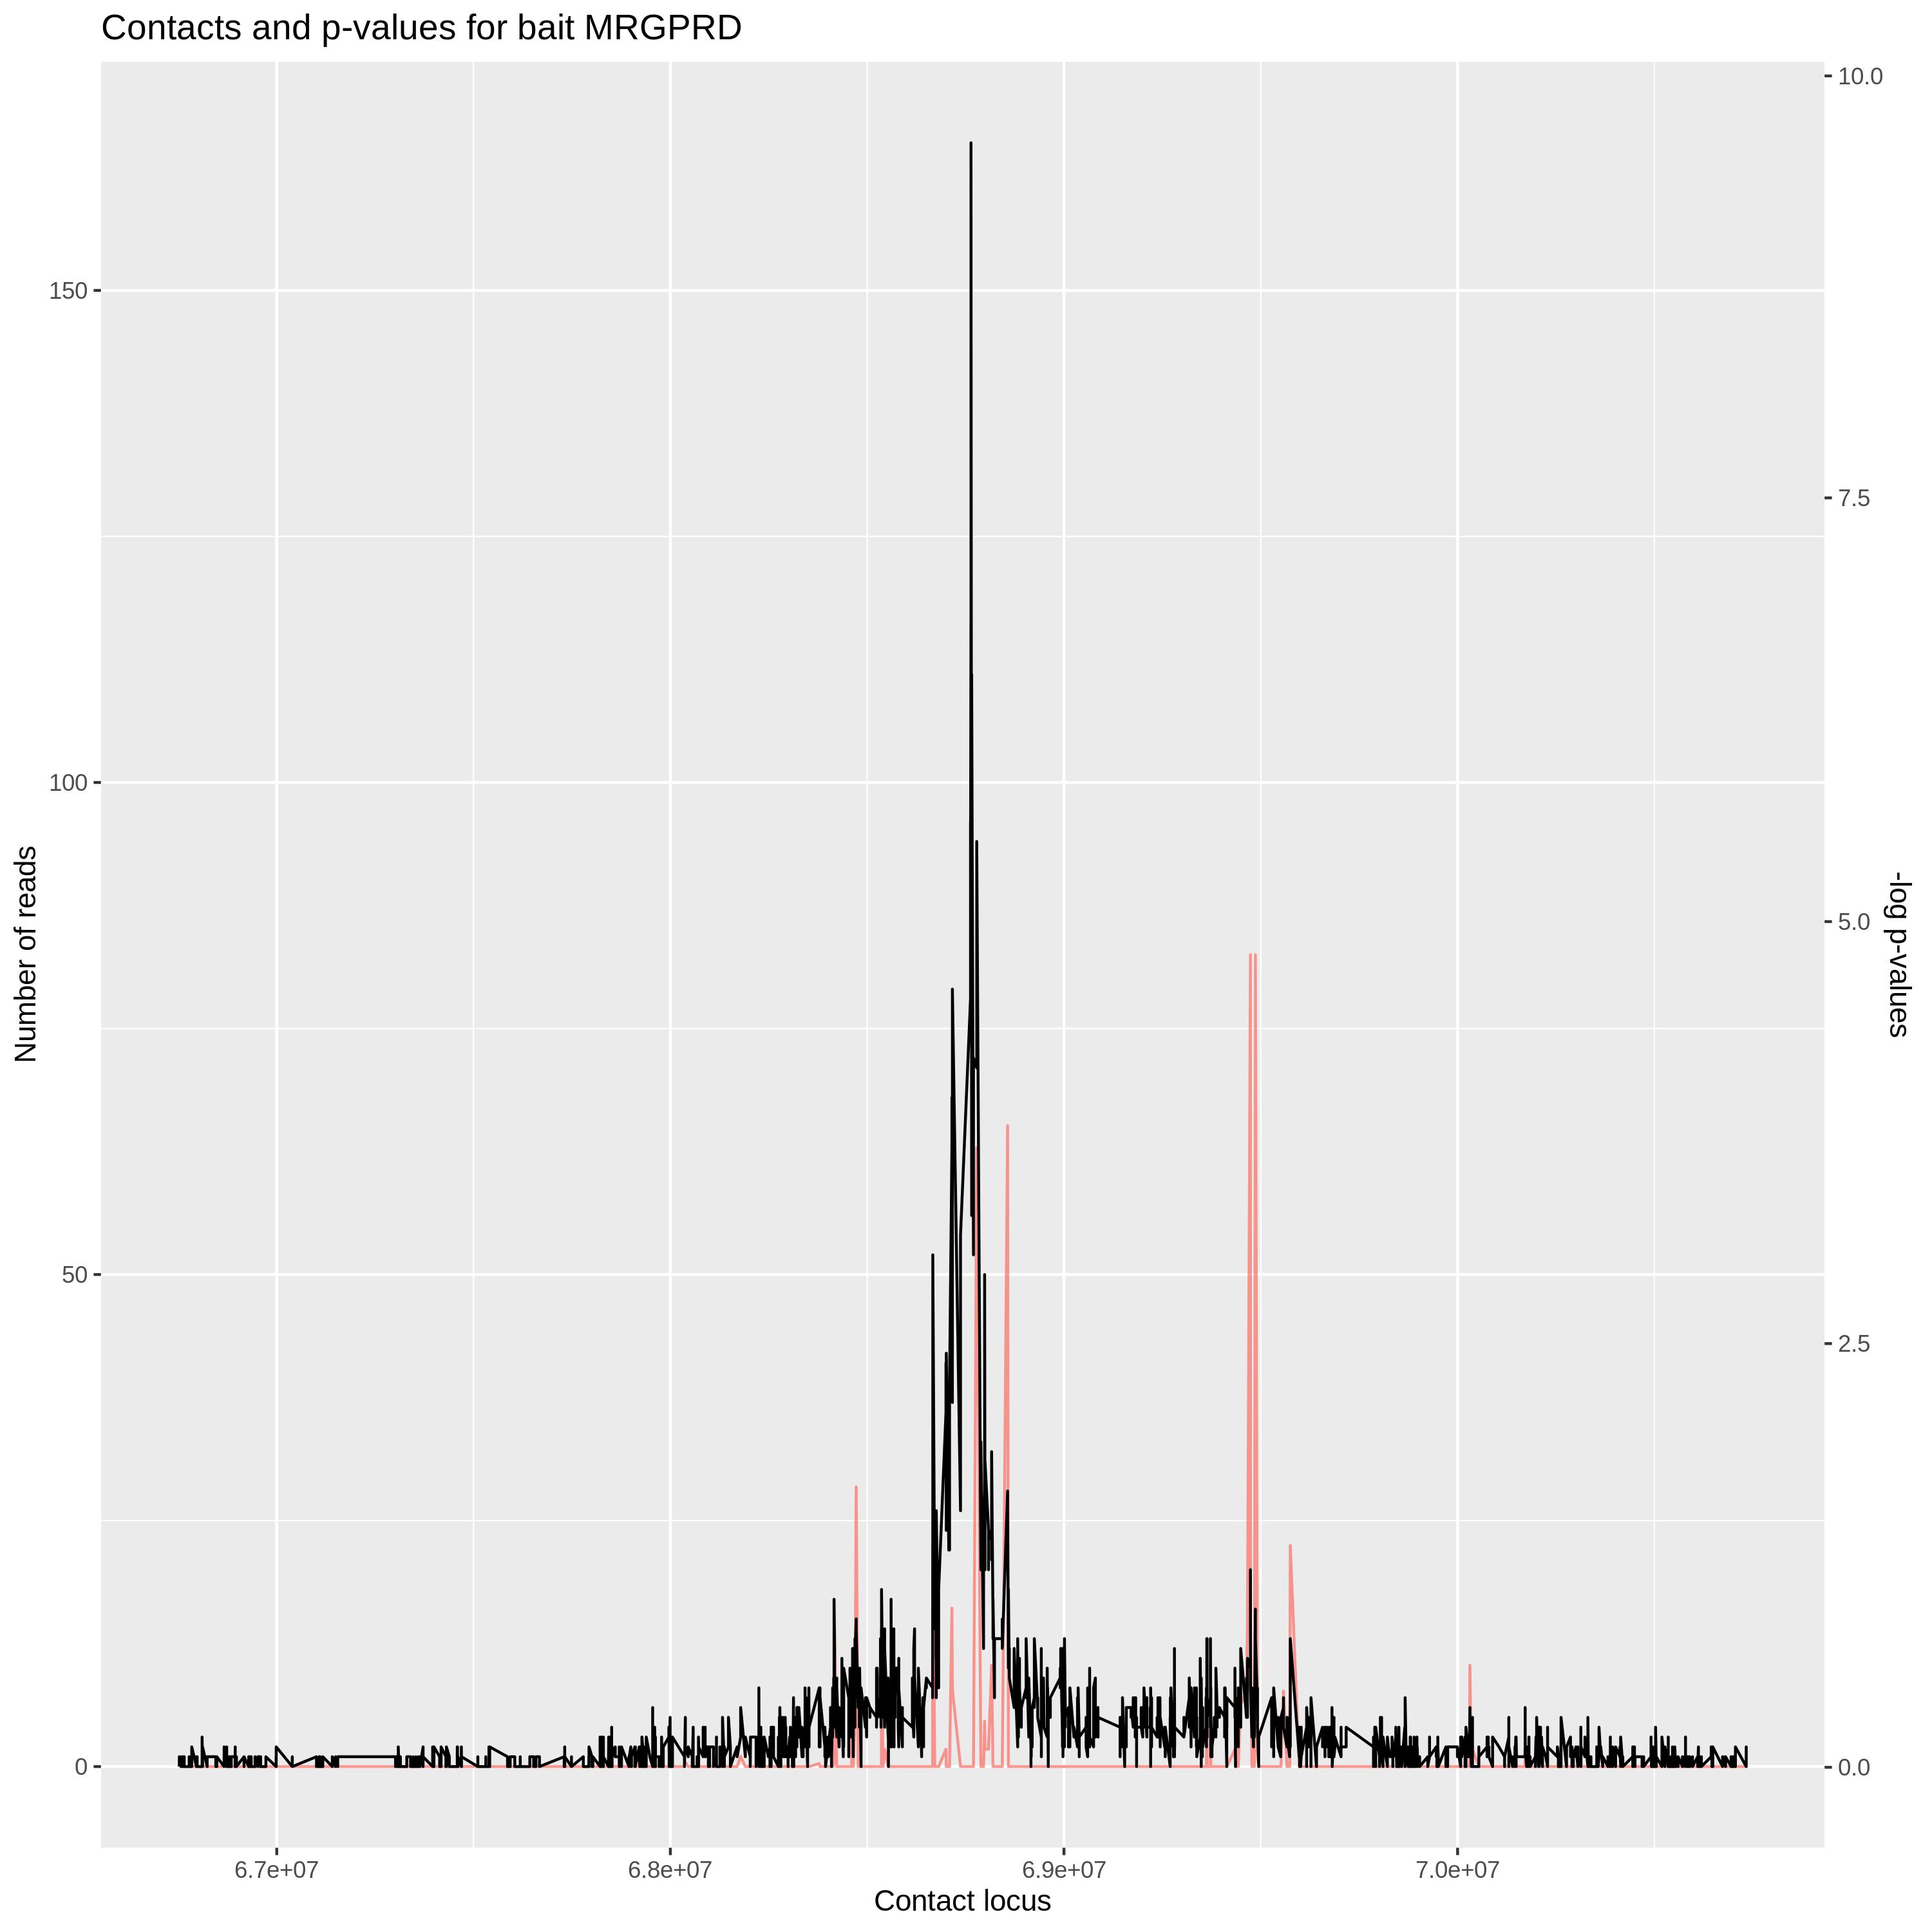 Contacts and p-values for bait MRGPRD
Number of reads
150
100
50
0
10.0
7.5
5.0
2.5
0.0
-log p-values
6.7e+07
6.8e+07
6.9e+07
7.0e+07
Contact locus